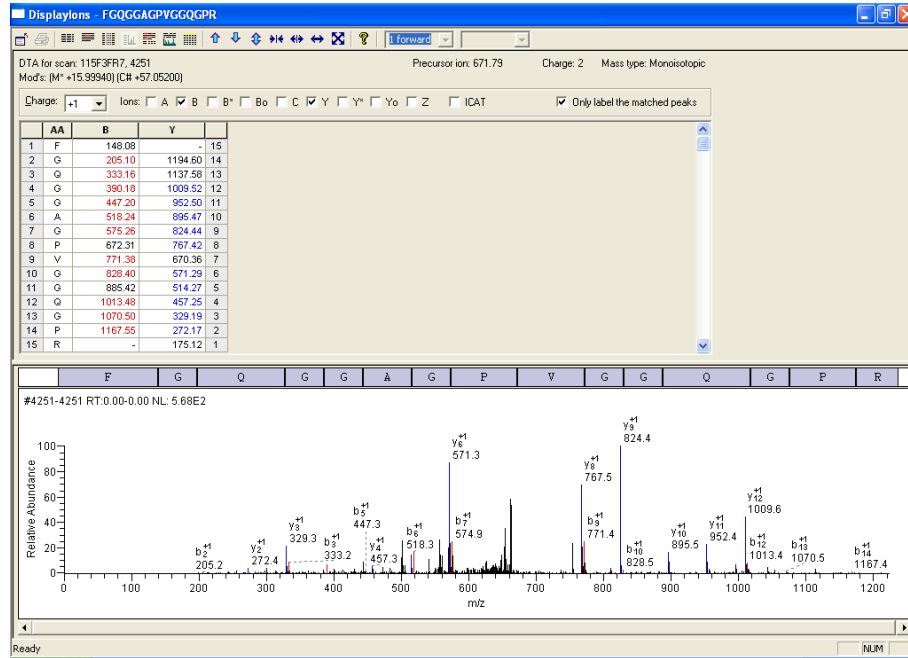 DisplayIons - FGQGGAGPVGGQGPR
1 forward
DTA for scan: 115F3FR7, 4251 Precursor ion: 671.79 Charge: 2 Mass type: Monoisotopic
Mod's: (M* +15.99940) (C# +57.05200)
Charge: +1 Ions: A B B* Bo C Y Y* Yo Z ICAT Only label the matched peaks
AA B Y
1 F 148.08 - 15
2 G 205.10 1194.60 14
3 Q 333.16 1137.58 13
4 G 390.18 1009.52 12
5 G 447.20 952.50 11
6 A 518.24 895.47 10
7 G 575.26 824.44 9
8 P 672.31 767.42 8
9 V 771.38 670.36 7
10 G 828.40 571.29 6
11 G 885.42 514.27 5
12 Q 1013.48 457.25 4
13 G 1070.50 329.19 3
14 P 1167.55 272.17 2
15 R - 175.12 1
F G Q G G A G P V G G Q G P R
#4251-4251 RT:0.00-0.00 NL: 5.68E2
Relative Abundance
100
80
60
40
20
0
b2+1 205.2
y2+1 272.4
y3+1 329.3
b3+1 333.2
b5+1 447.3
y4+1 457.3
b6+1 518.3
y6+1 571.3
b7+1 574.9
y8+1 767.5
b9+1 771.4
y9+1 824.4
b10+1 828.5
y10+1 895.5
y11+1 952.4
y12+1 1009.6
b12+1 1013.4
b13+1 1070.5
b14+1 1167.4
0 100 200 300 400 500 600 700 800 900 1000 1100 1200
m/z
Ready NUM